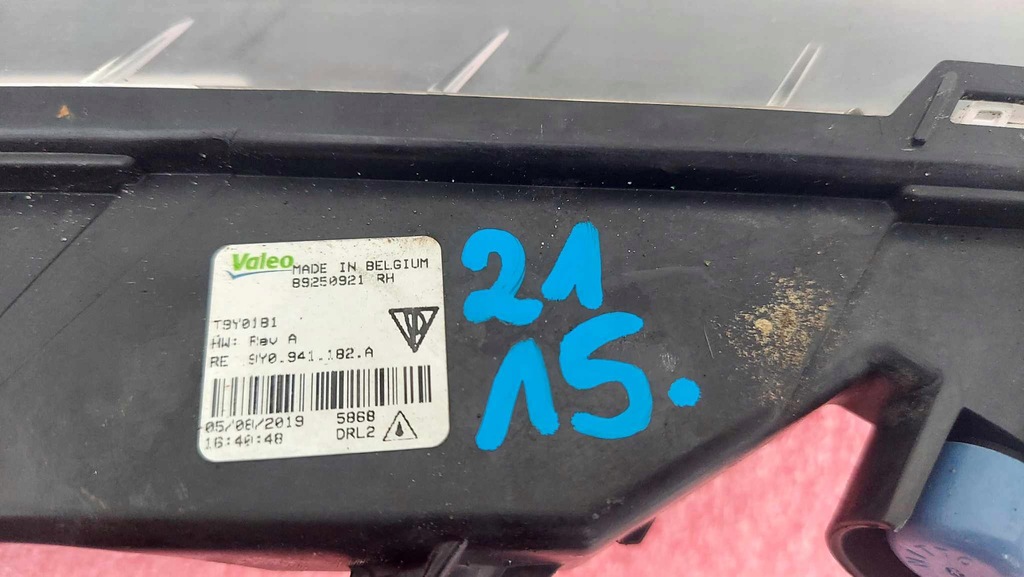 Valeo
MADE IN BELGIUM
89250921 RH
T9Y0181
HW: Rev A
RE 9Y0.941.182.A
05/08/2019
16:40:48
5868
DRL2
21
15.